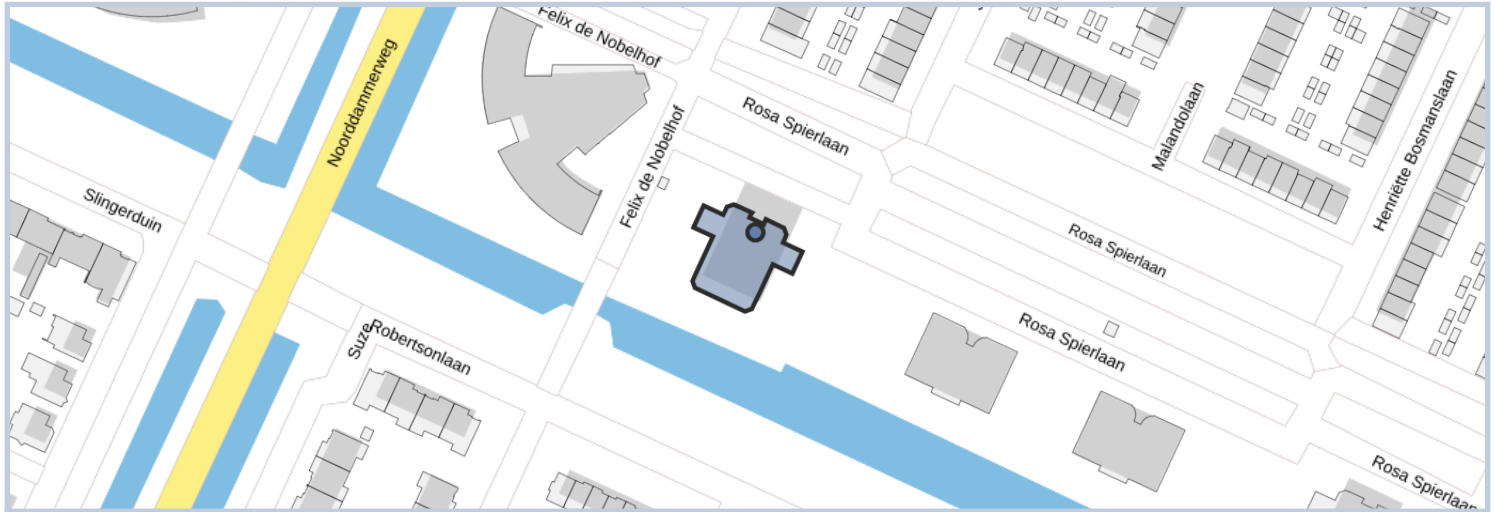 Felix de Nobelhof
Noorddammerweg
Rosa Spierlaan
Malandolaan
Henriëtte Bosmanslaan
Felix de Nobelhof
Slingerduin
Rosa Spierlaan
Suze
Robertsonlaan
Rosa Spierlaan
Rosa Spierlaan